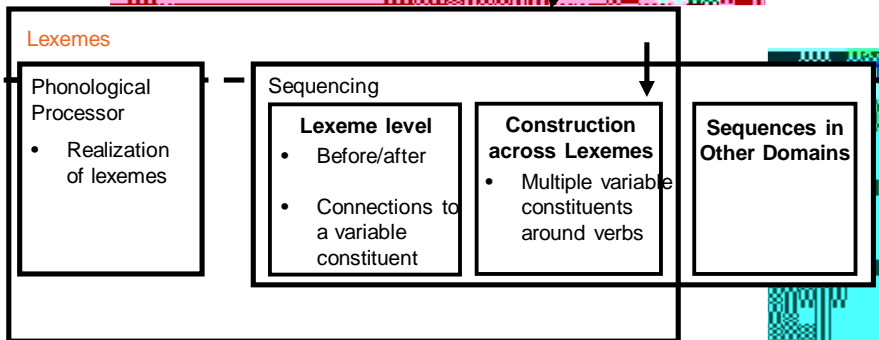 Lexemes
Phonological
Processor
• Realization
of lexemes
Sequencing
Lexeme level
• Before/after
• Connections to
a variable
constituent
Construction
across Lexemes
• Multiple variable
constituents
around verbs
Sequences in
Other Domains